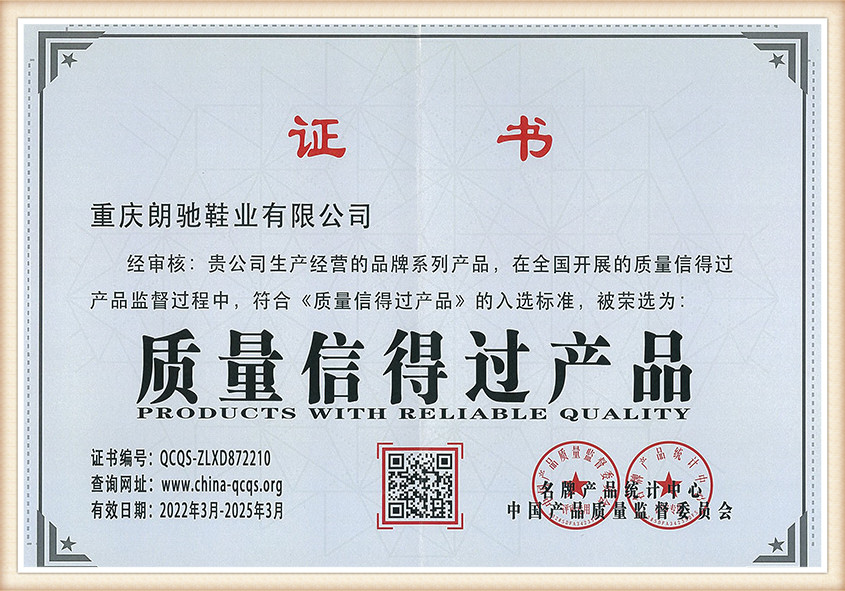 证 书
重庆朗驰鞋业有限公司
经审核：贵公司生产经营的品牌系列产品，在全国开展的质量信得过
产品监督过程中，符合《质量信得过产品》的入选标准，被荣选为：
质量信得过产品
PRODUCTS WITH RELIABLE QUALITY
证书编号：QCQS-ZLXD872210
查询网址：www.china-qcqs.org
有效日期：2022年3月-2025年3月
名牌产品统计中心
中国产品质量监督委员会